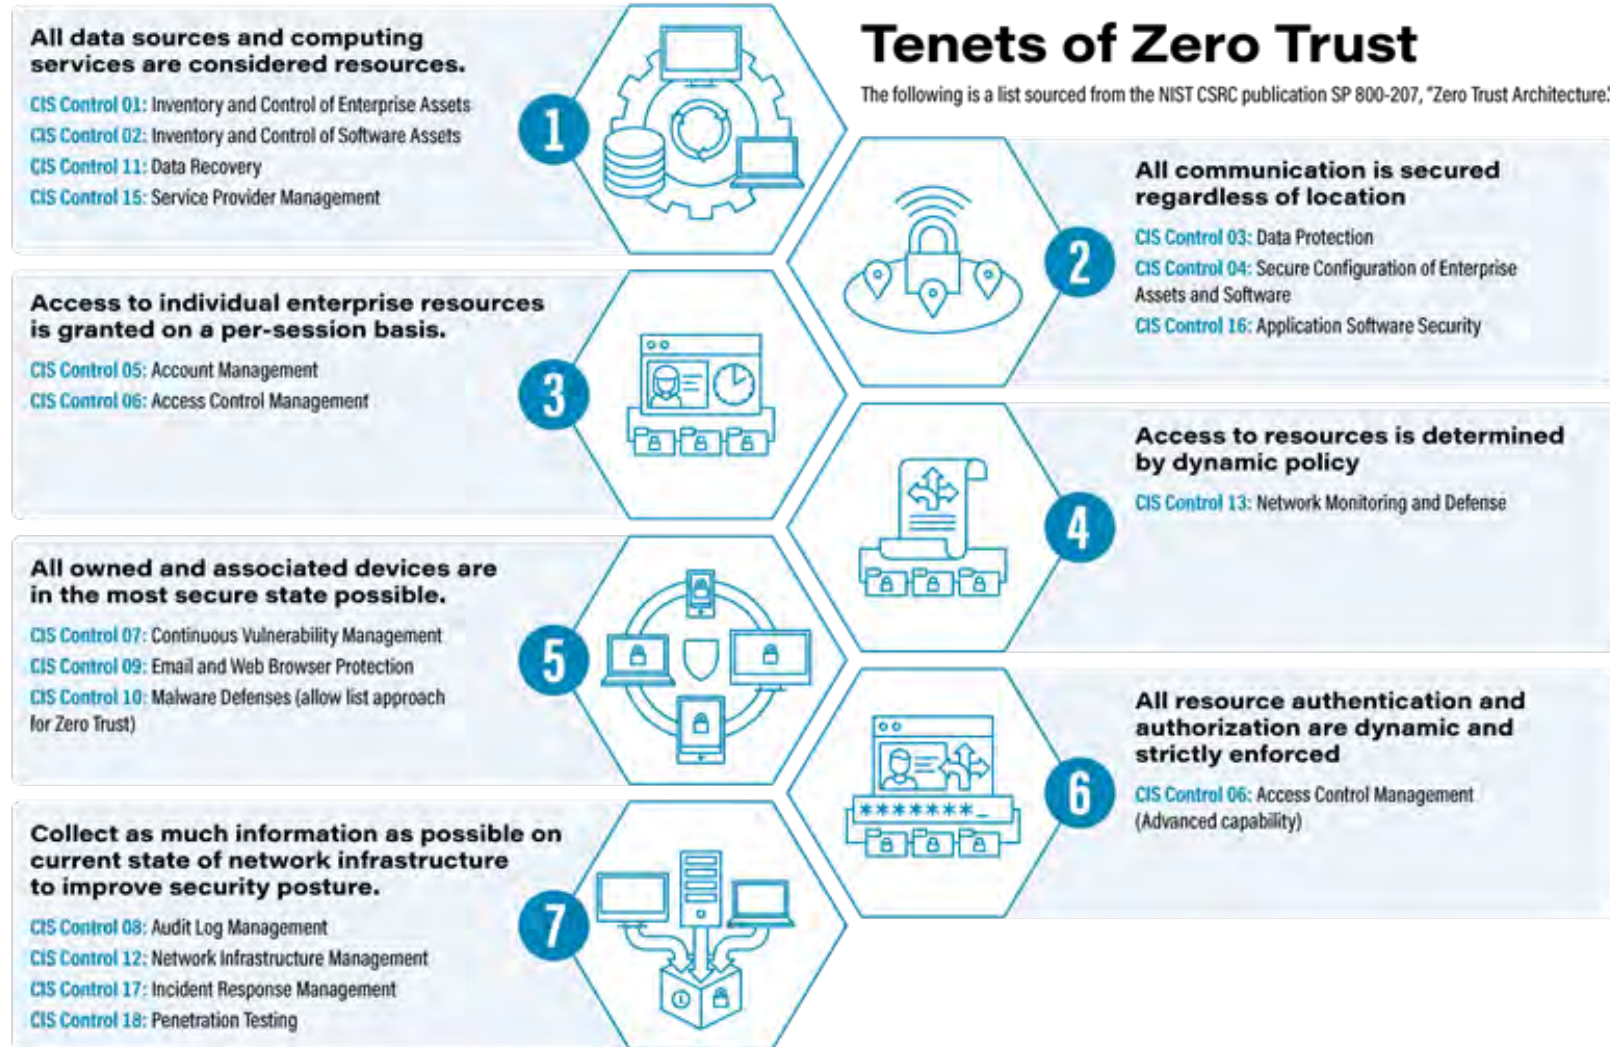 Tenets of Zero Trust
The following is a list sourced from the NIST CSRC publication SP 800-207, "Zero Trust Architecture."
All data sources and computing
services are considered resources.
CIS Control 01: Inventory and Control of Enterprise Assets
CIS Control 02: Inventory and Control of Software Assets
CIS Control 11: Data Recovery
CIS Control 15: Service Provider Management
1
All communication is secured
regardless of location
CIS Control 03: Data Protection
CIS Control 04: Secure Configuration of Enterprise
Assets and Software
CIS Control 16: Application Software Security
2
Access to individual enterprise resources
is granted on a per-session basis.
CIS Control 05: Account Management
CIS Control 06: Access Control Management
3
Access to resources is determined
by dynamic policy
CIS Control 13: Network Monitoring and Defense
4
All owned and associated devices are
in the most secure state possible.
CIS Control 07: Continuous Vulnerability Management
CIS Control 09: Email and Web Browser Protection
CIS Control 10: Malware Defenses (allow list approach
for Zero Trust)
5
All resource authentication and
authorization are dynamic and
strictly enforced
CIS Control 06: Access Control Management
(Advanced capability)
6
*******_
Collect as much information as possible on
current state of network infrastructure
to improve security posture.
CIS Control 08: Audit Log Management
CIS Control 12: Network Infrastructure Management
CIS Control 17: Incident Response Management
CIS Control 18: Penetration Testing
7